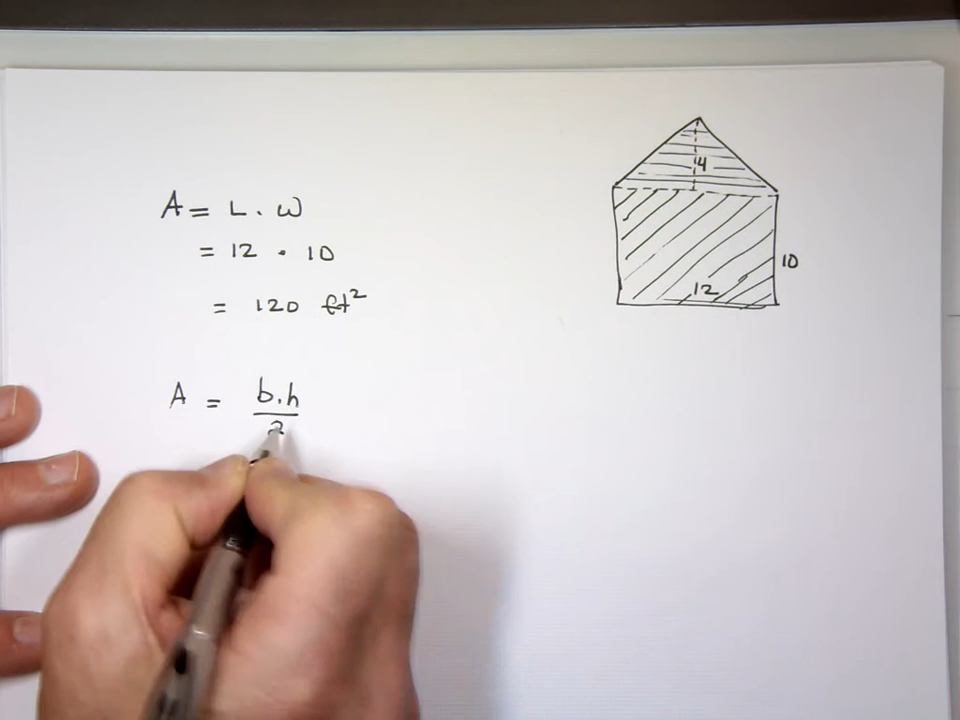 A = L . W
= 12 . 10
= 120 ft²
A = b.h
2
4
10
12